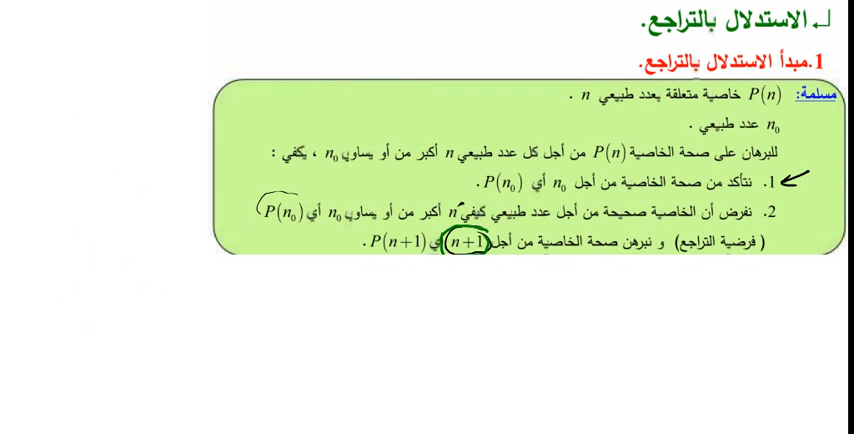 الاستدلال بالتراجع.
1.مبدأ الاستدلال بالتراجع.
مسلمة: P(n) خاصية متعلقة بعدد طبيعي n .
n₀ عدد طبيعي .
للبرهان على صحة الخاصية P(n) من أجل كل عدد طبيعي n أكبر من أو يساوي n₀ ، يكفي :
1. نتأكد من صحة الخاصية من أجل n₀ أي P(n₀) .
2. نفرض أن الخاصية صحيحة من أجل عدد طبيعي كيفي n أكبر من أو يساوي n₀ أي P(n₀)
( فرضية التراجع) و نبرهن صحة الخاصية من أجل n+1 أي P(n+1) .